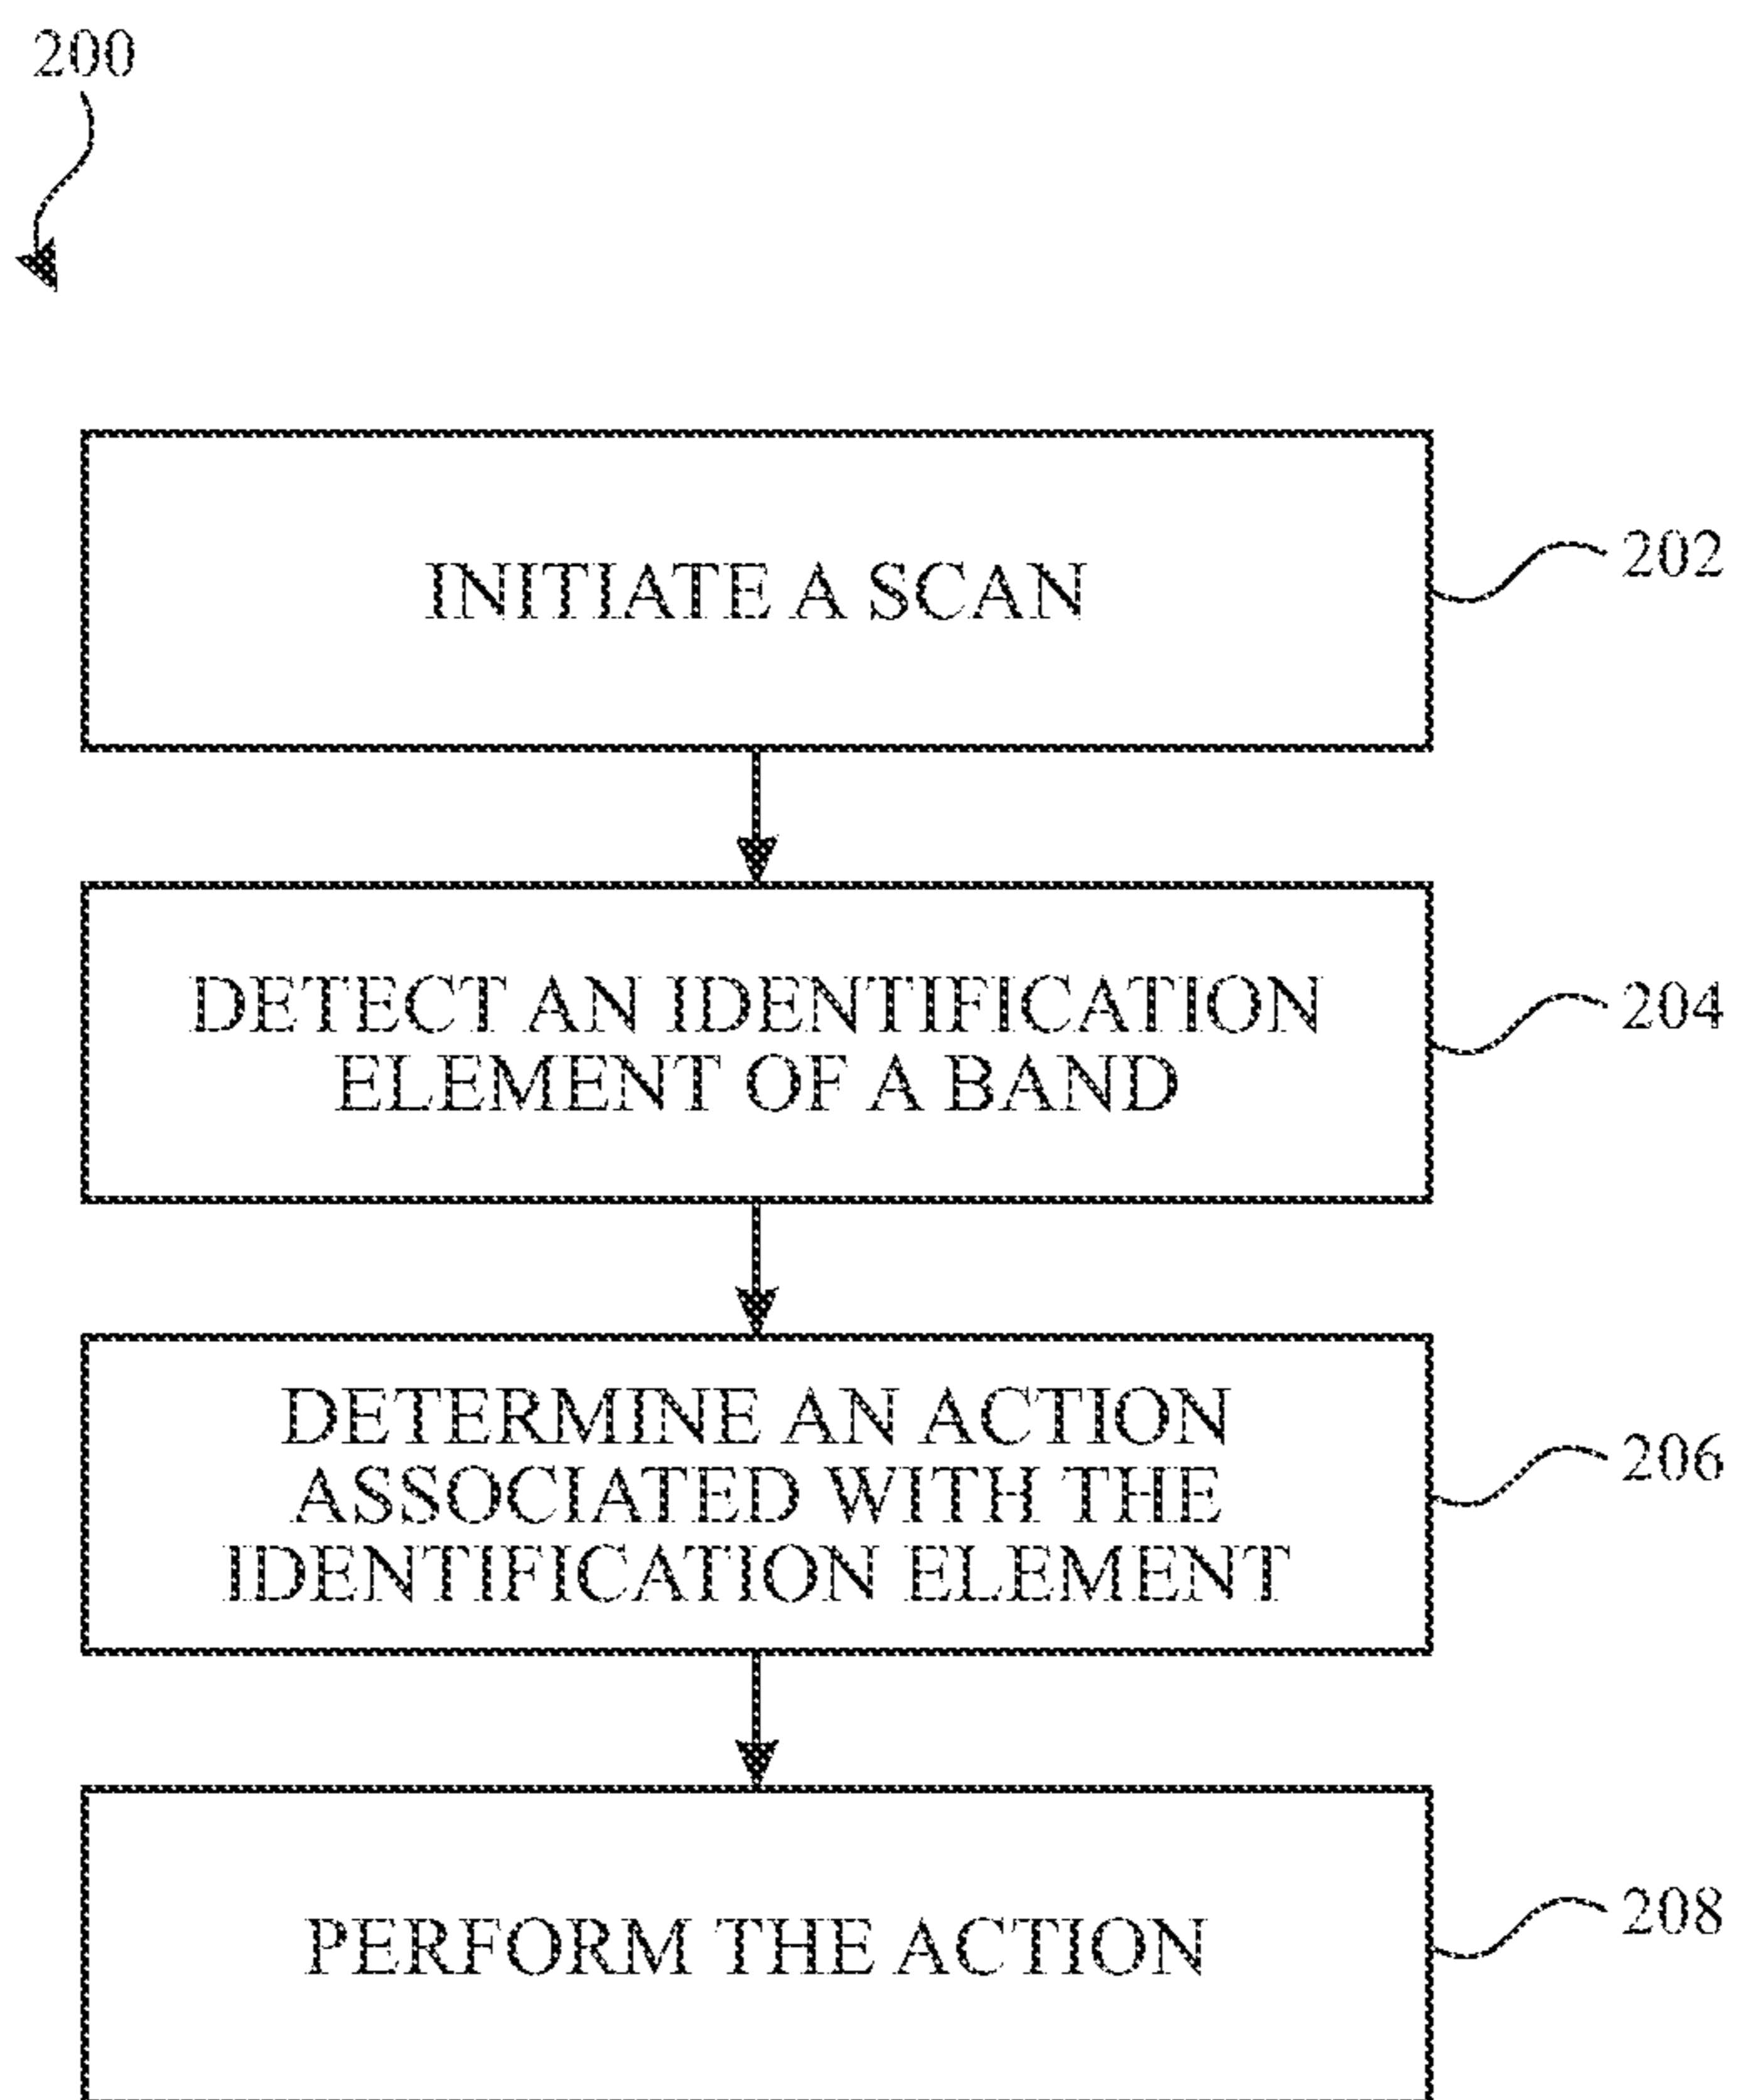 200
INITIATE A SCAN
202
DETECT AN IDENTIFICATION
ELEMENT OF A BAND
204
DETERMINE AN ACTION
ASSOCIATED WITH THE
IDENTIFICATION ELEMENT
206
PERFORM THE ACTION
208